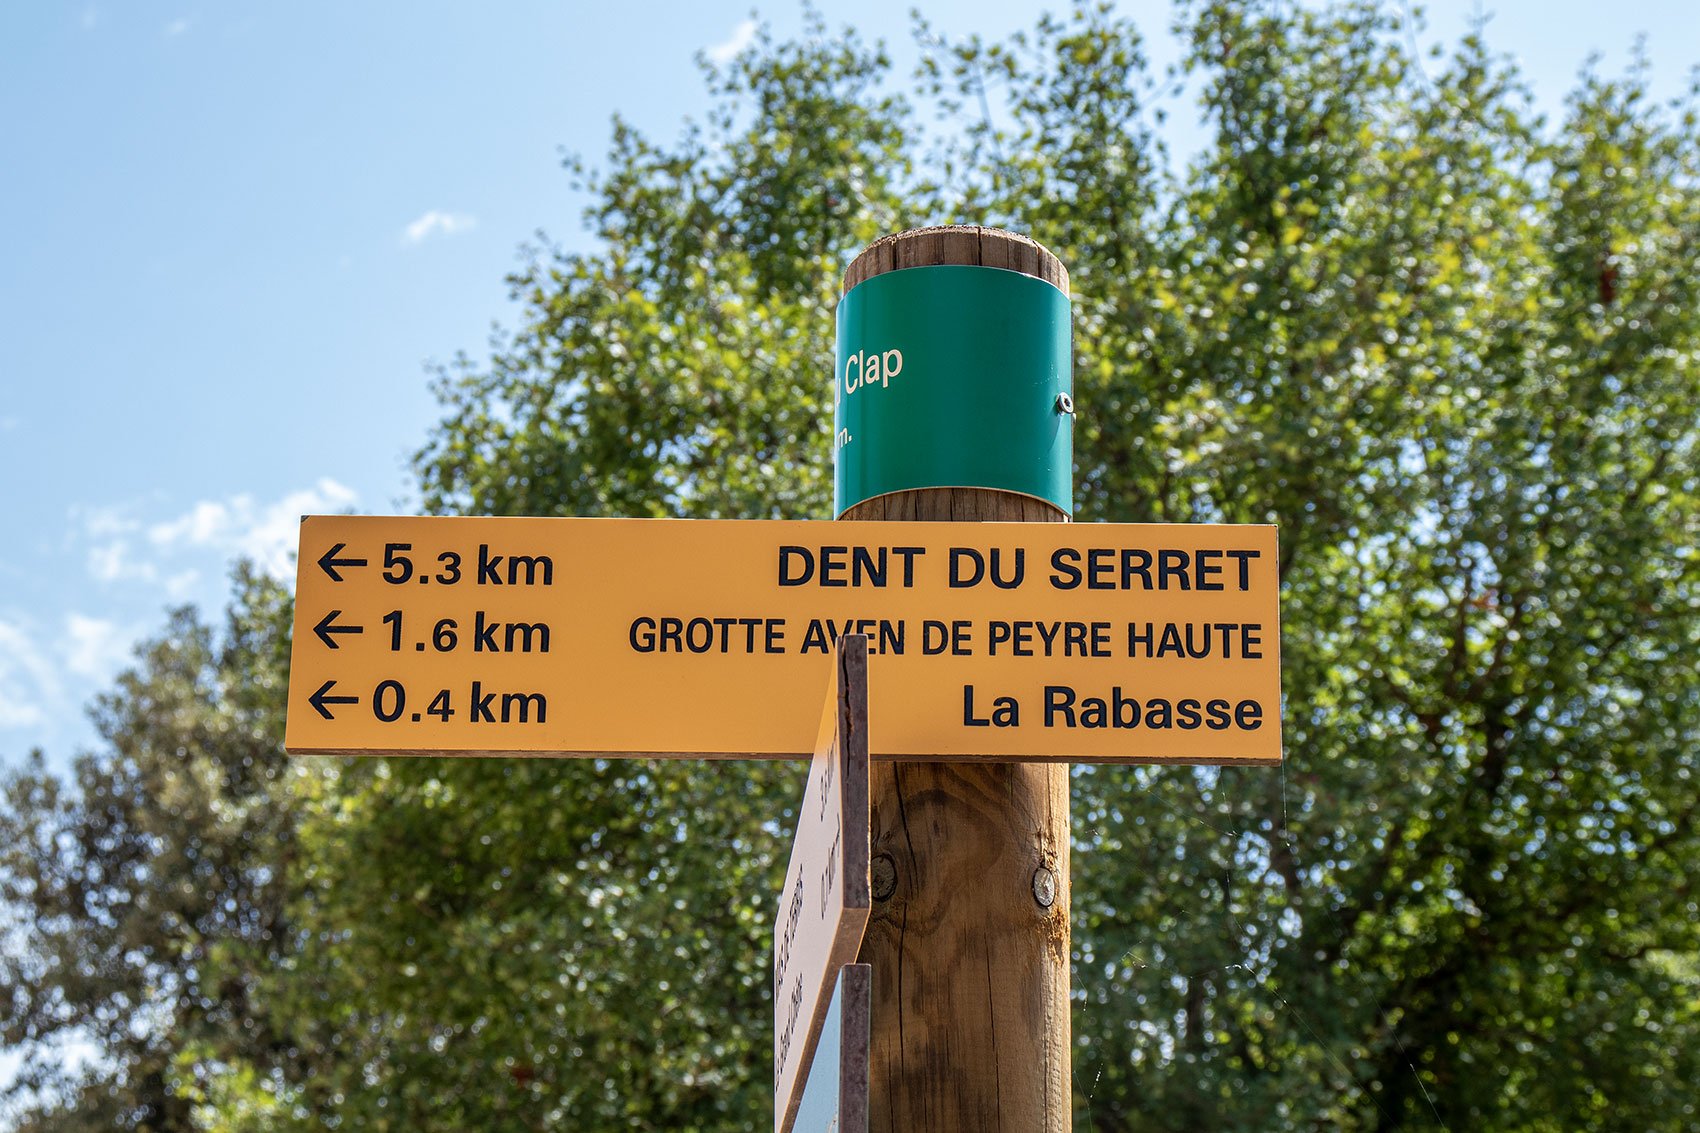 Clap
m.
← 5.3 km DENT DU SERRET
← 1.6 km GROTTE AVEN DE PEYRE HAUTE
← 0.4 km La Rabasse